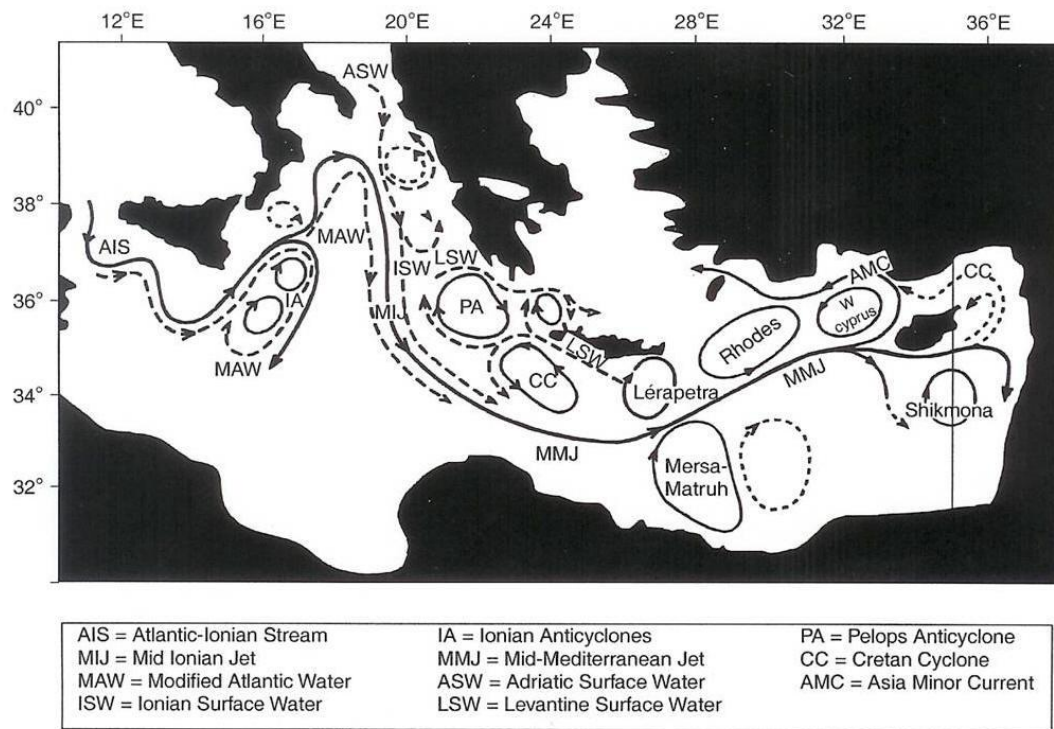 12°E 16°E 20°E 24°E 28°E 32°E 36°E
ASW
40°
38°
AIS
MAW
ISW
LSW
AMC
CC
36°
IA
PA
W cyprus
MIJ
Rhodes
MAW
LSW
MMJ
34°
CC
Lérapetra
Shikmona
MMJ
32°
Mersa-
Matruh
AIS = Atlantic-Ionian Stream
MIJ = Mid Ionian Jet
MAW = Modified Atlantic Water
ISW = Ionian Surface Water
IA = Ionian Anticyclones
MMJ = Mid-Mediterranean Jet
ASW = Adriatic Surface Water
LSW = Levantine Surface Water
PA = Pelops Anticyclone
CC = Cretan Cyclone
AMC = Asia Minor Current